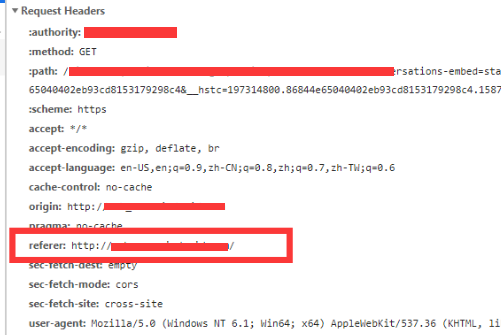 Request Headers
:authority:
:method: GET
:path: /ersations-embed=sta
65040402eb93cd8153179298c4&__hstc=197314800.86844e65040402eb93cd8153179298c4.1587
:scheme: https
accept: */*
accept-encoding: gzip, deflate, br
accept-language: en-US,en;q=0.9,zh-CN;q=0.8,zh;q=0.7,zh-TW;q=0.6
cache-control: no-cache
origin: http://
pragma: no-cache
referer: http:///
sec-fetch-dest: empty
sec-fetch-mode: cors
sec-fetch-site: cross-site
user-agent: Mozilla/5.0 (Windows NT 6.1; Win64; x64) AppleWebKit/537.36 (KHTML, li